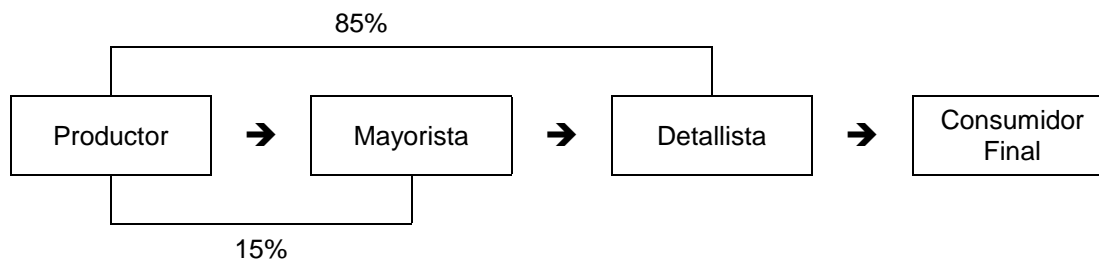 85%
Productor
Mayorista
Detallista
Consumidor
Final
15%